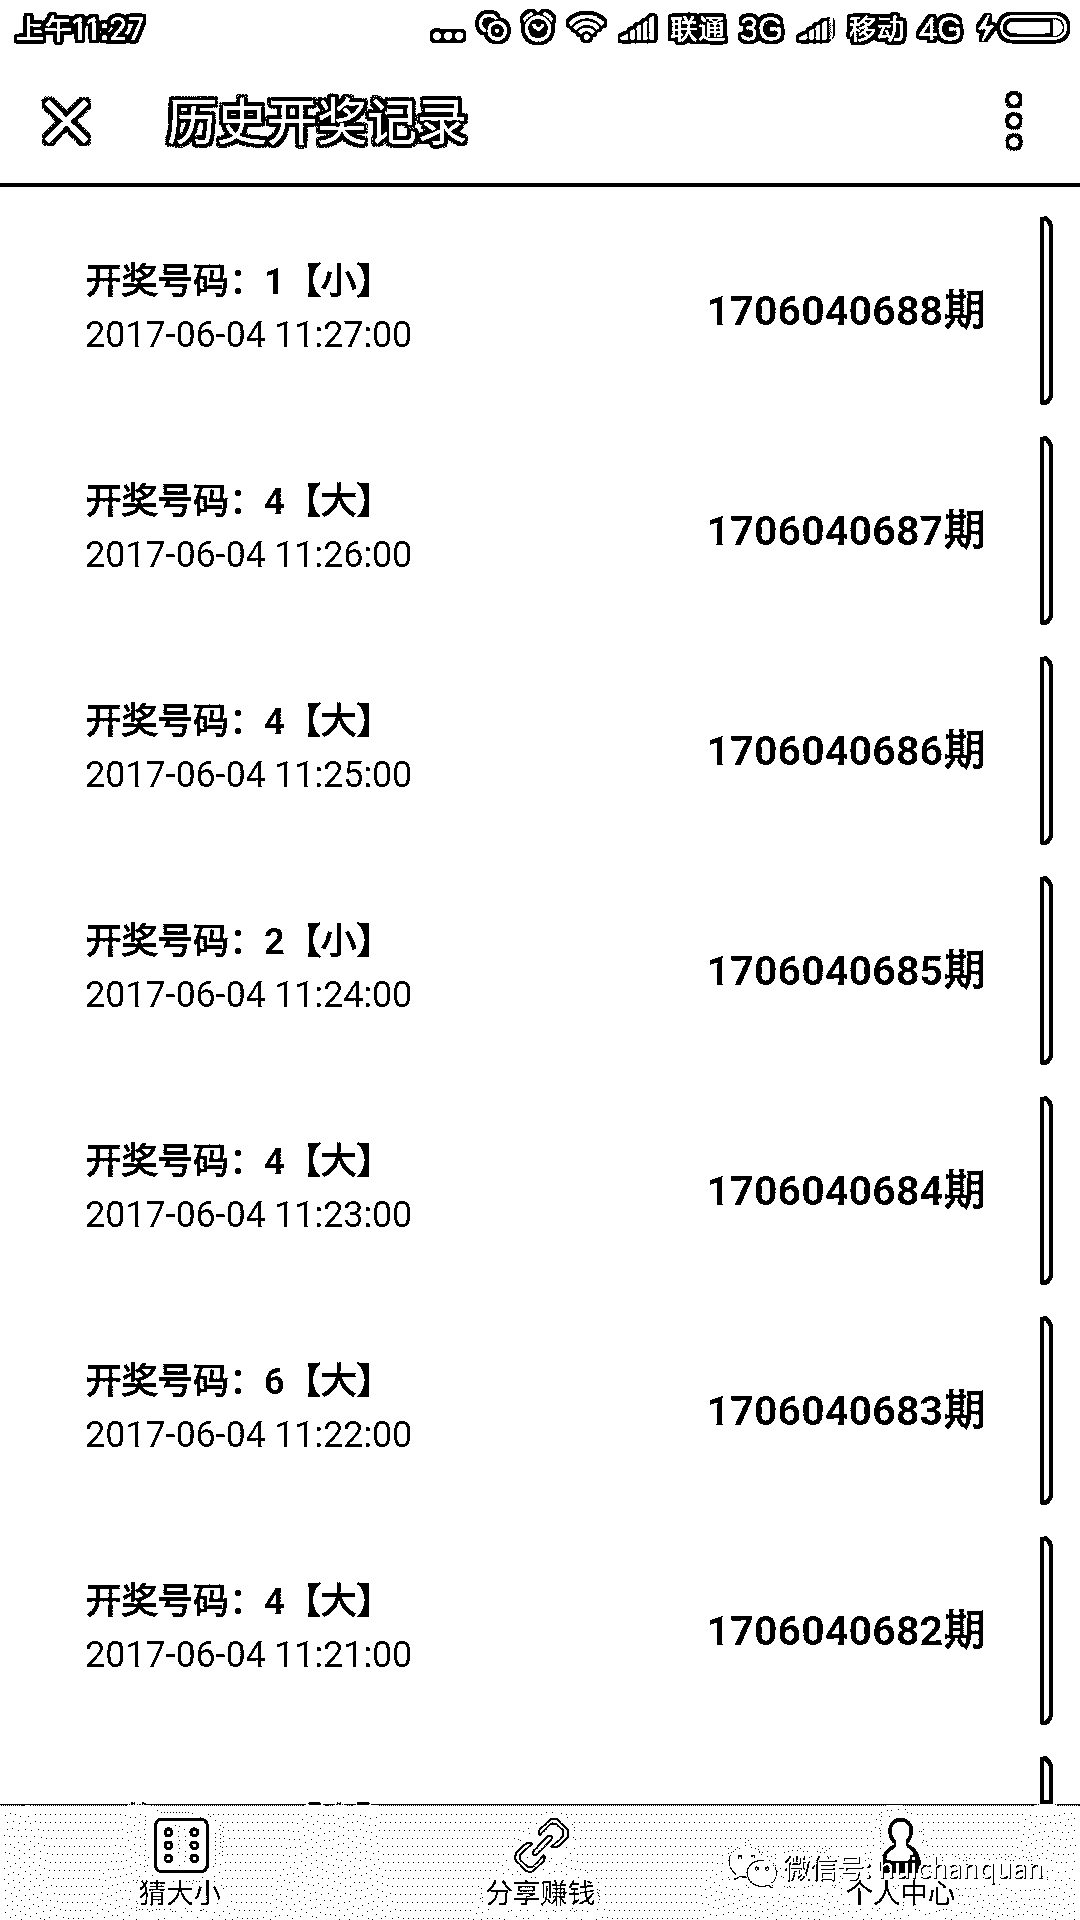 上午11:27
... 联通 3G 移动 4G
历史开奖记录
开奖号码：1【小】
2017-06-04 11:27:00
1706040688期
开奖号码：4【大】
2017-06-04 11:26:00
1706040687期
开奖号码：4【大】
2017-06-04 11:25:00
1706040686期
开奖号码：2【小】
2017-06-04 11:24:00
1706040685期
开奖号码：4【大】
2017-06-04 11:23:00
1706040684期
开奖号码：6【大】
2017-06-04 11:22:00
1706040683期
开奖号码：4【大】
2017-06-04 11:21:00
1706040682期
微信号: huichanquan
猜大小
分享赚钱
个人中心